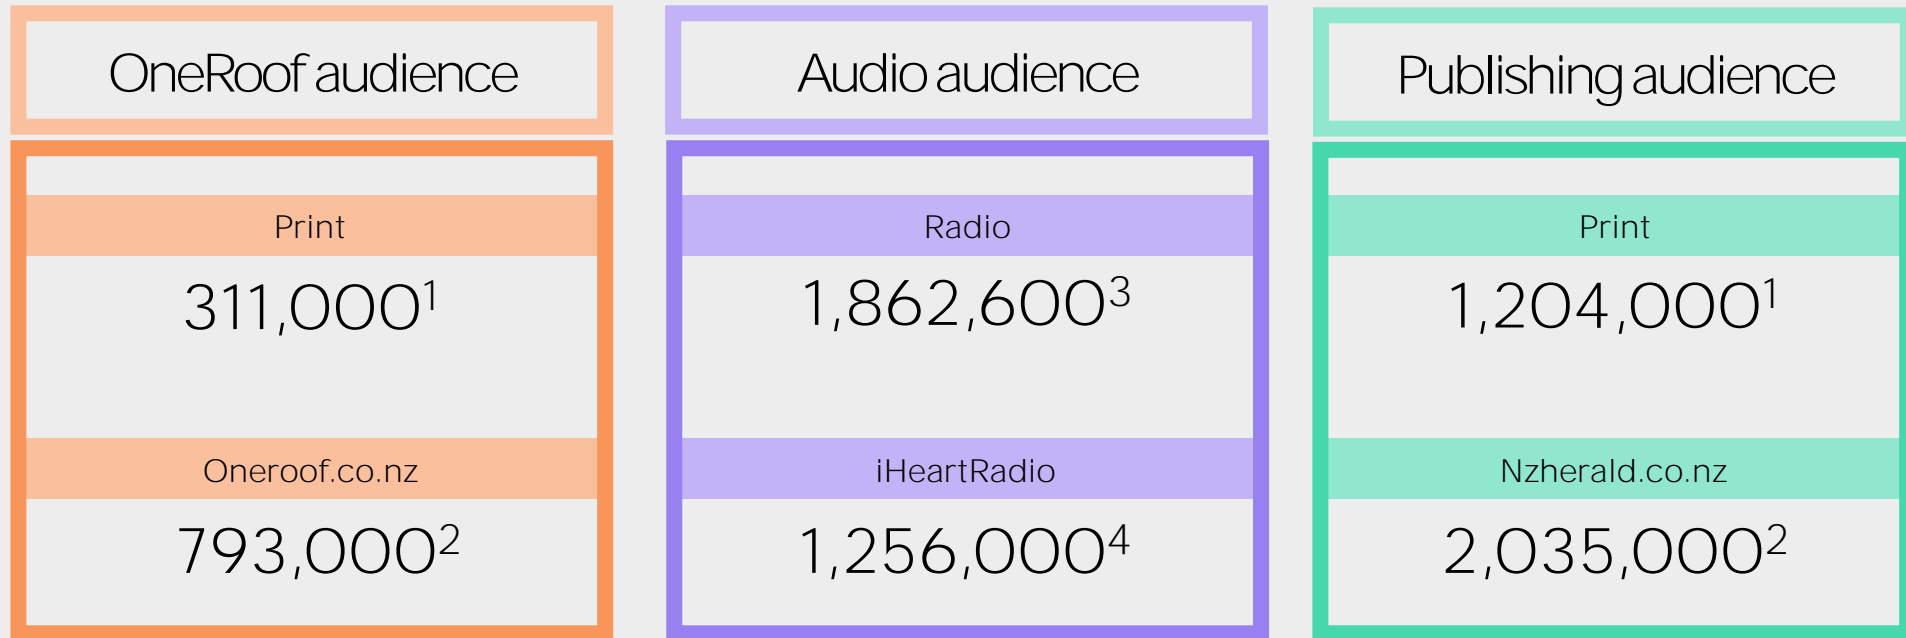 OneRoof audience
Print
311,000¹
Oneroof.co.nz
793,000²
Audio audience
Radio
1,862,600³
iHeartRadio
1,256,000⁴
Publishing audience
Print
1,204,000¹
Nzherald.co.nz
2,035,000²